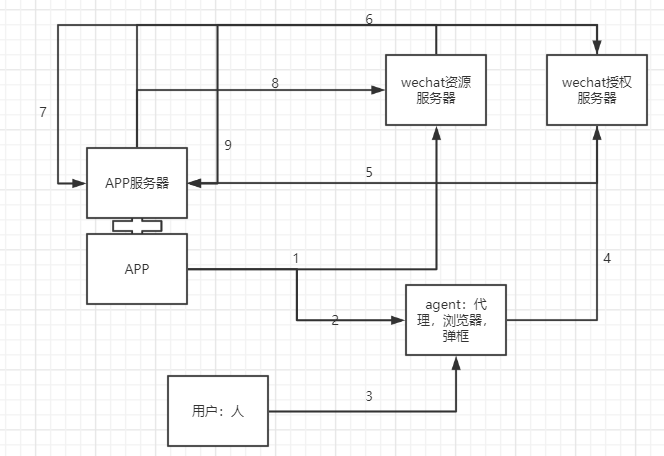 6
wechat资源
服务器
wechat授权
服务器
8
7
9
APP服务器
5
1
APP
4
agent：代
理，浏览器，
弹框
2
3
用户：人